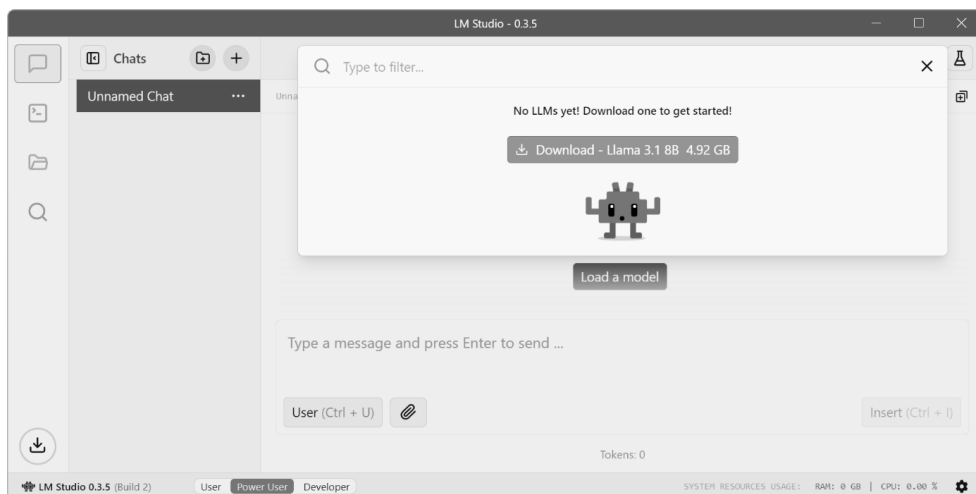 LM Studio - 0.3.5
Chats
Type to filter...
Unnamed Chat
Unna
No LLMs yet! Download one to get started!
Download - Llama 3.1 8B 4.92 GB
Load a model
Type a message and press Enter to send ...
User (Ctrl + U)
Insert (Ctrl + I)
Tokens: 0
LM Studio 0.3.5 (Build 2) User Power User Developer SYSTEM RESOURCES USAGE: RAM: 0 GB | CPU: 0.00 %